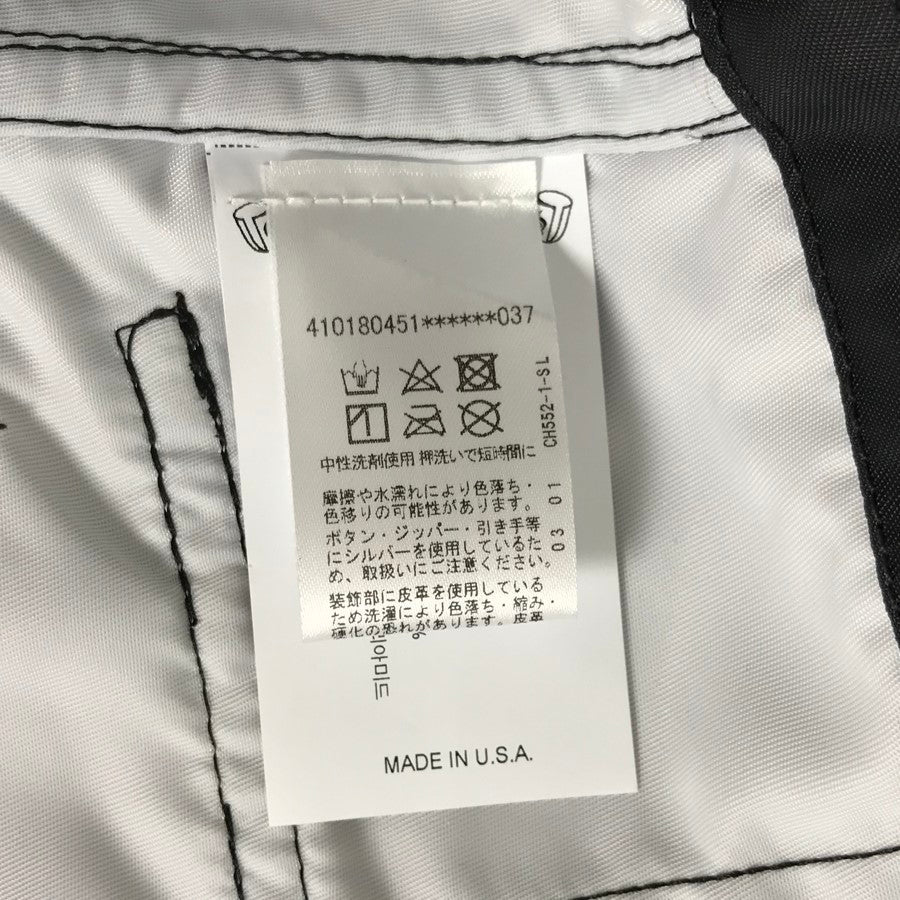 410180451******037
中性洗剤使用 押洗いで短時間に
摩擦や水濡れにより色落ち・
色移りの可能性があります。
ボタン・ジッパー・引き手等
にシルバーを使用しているた
め、取扱いにご注意ください。
装飾部に皮革を使用している
ため洗濯により色落ち・縮み・
硬化の恐れがあります。皮革
CH552-1-SL
03 01
MADE IN U.S.A.